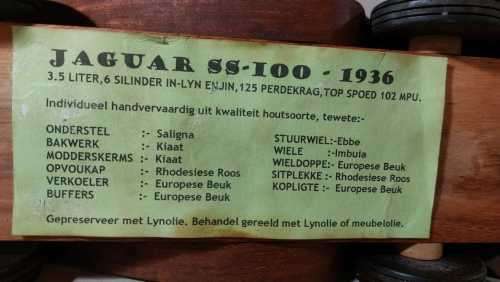 JAGUAR SS-100 - 1936
3.5 LITER, 6 SILINDER IN-LYN ENJIN, 125 PERDEKRAG, TOP SPOED 102 MPU.
Individueel handvervaardig uit kwaliteit houtsoorte, tewete:-
ONDERSTEL :- Saligna
BAKWERK :- Kiaat
MODDERSKERMS :- Kiaat
OPVOUKAP :- Rhodesiese Roos
VERKOELER :- Europese Beuk
BUFFERS :- Europese Beuk
STUURWIEL:-Ebbe
WIELE :-Imbuia
WIELDOPPE:- Europese Beuk
SITPLEKKE:- Rhodesiese Roos
KOPLIGTE :- Europese Beuk
Gepreserveer met Lynolie. Behandel gereeld met Lynolie of meubelolie.